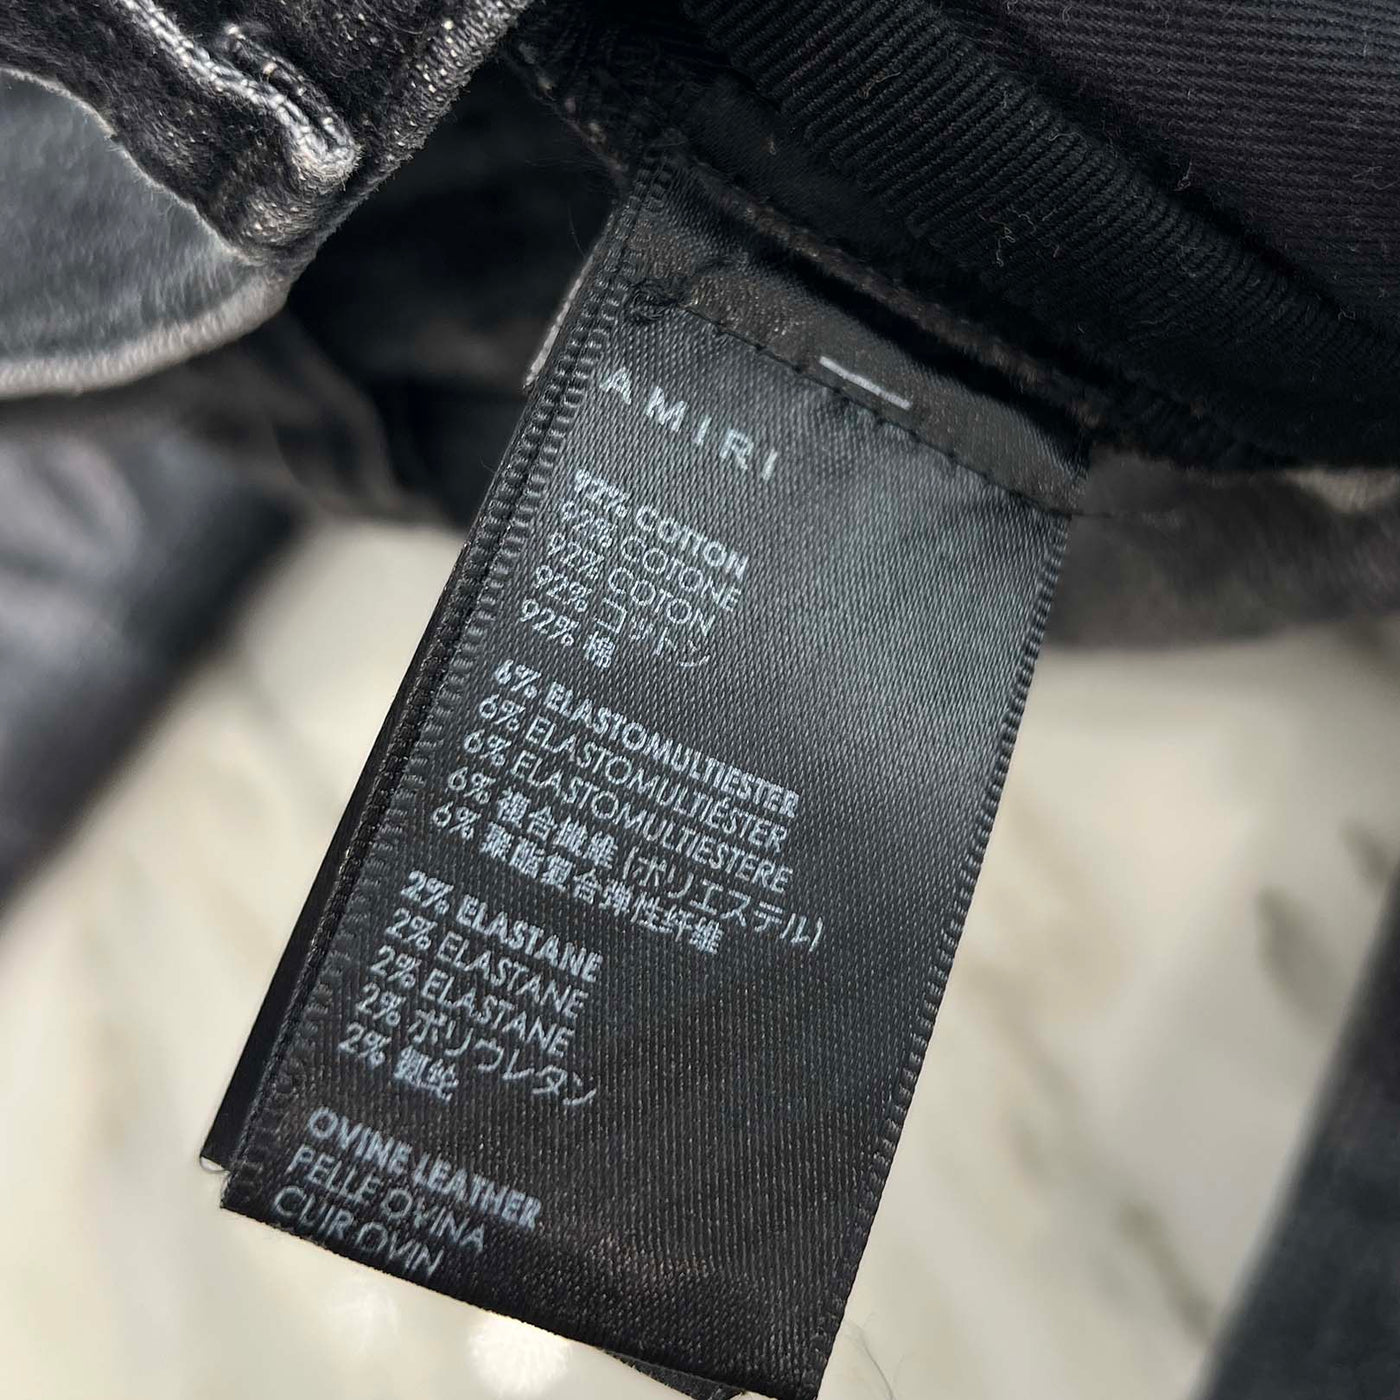 AMIRI
92% COTTON
92% COTONE
92% COTON
92% コットン
92% 棉
6% ELASTOMULTIESTER
6% ELASTOMULTIÉSTER
6% ELASTOMULTIESTERE
6% 複合繊維 (ポリエステル)
6% 聚酯复合弹性纤维
2% ELASTANE
2% ELASTANE
2% ELASTANE
2% ポリウレタン
2% 氨纶
OVINE LEATHER
PELLE OVINA
CUIR OVIN